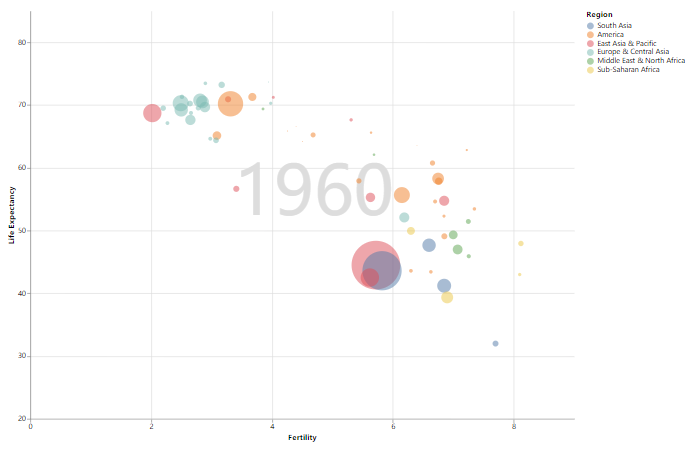 Region
South Asia
America
East Asia & Pacific
Europe & Central Asia
Middle East & North Africa
Sub-Saharan Africa
80
70
60
50
40
30
20
Life Expectancy
1960
0
2
4
6
8
Fertility